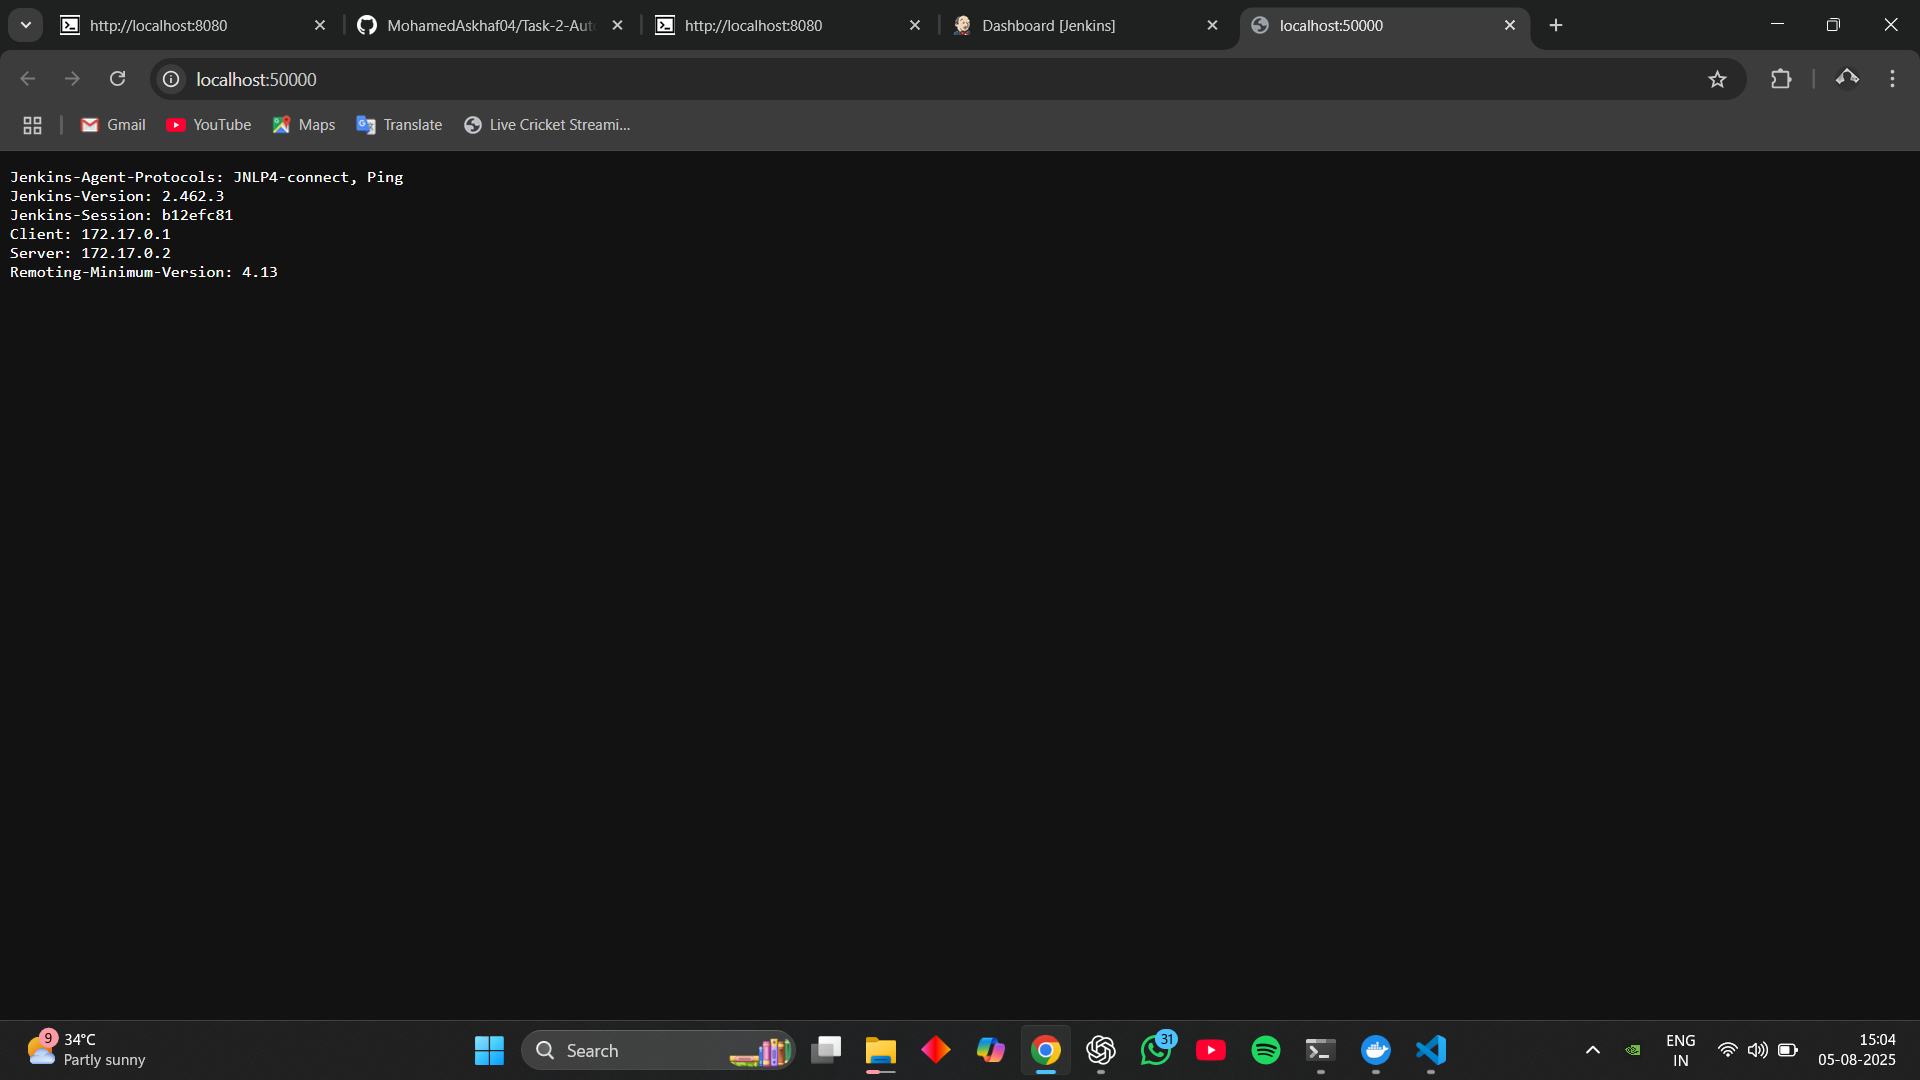 http://localhost:8080
MohamedAskhaf04/Task-2-Aut
http://localhost:8080
Dashboard [Jenkins]
localhost:50000
localhost:50000
Gmail
YouTube
Maps
Translate
Live Cricket Streami...
Jenkins-Agent-Protocols: JNLP4-connect, Ping
Jenkins-Version: 2.462.3
Jenkins-Session: b12efc81
Client: 172.17.0.1
Server: 172.17.0.2
Remoting-Minimum-Version: 4.13
9
34°C
Partly sunny
Search
31
ENG
IN
15:04
05-08-2025